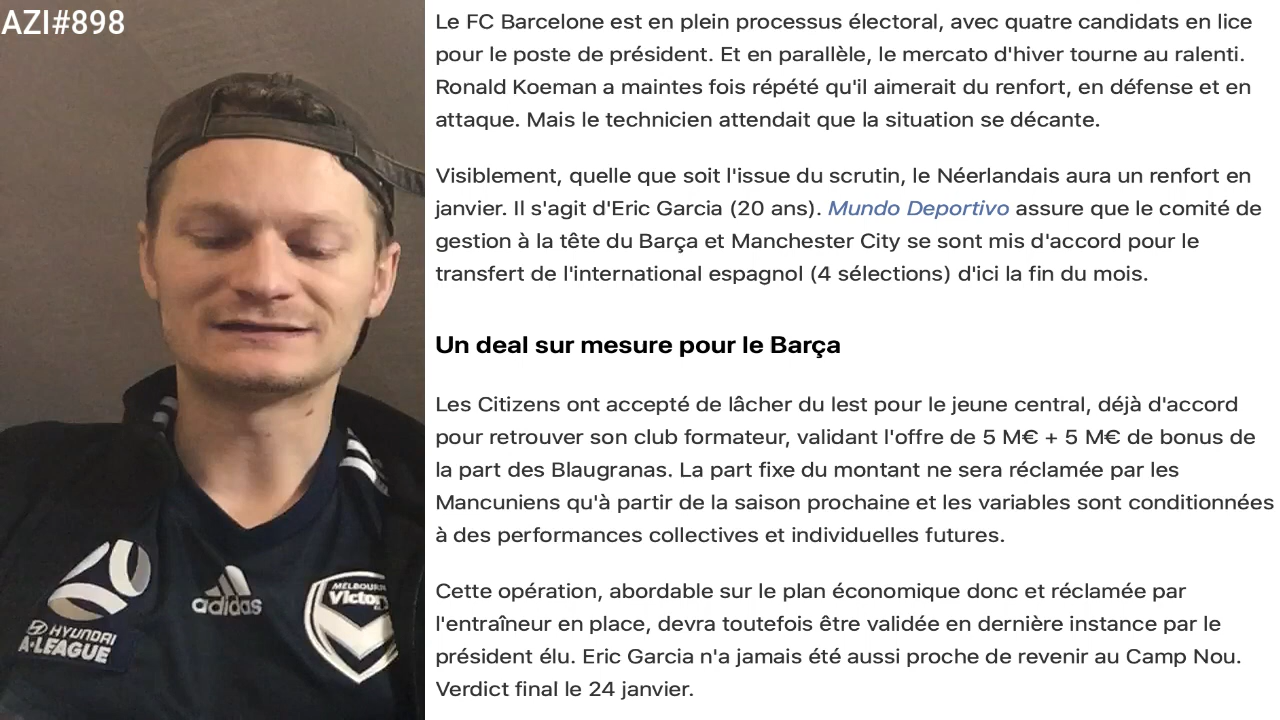 AZI#898
Le FC Barcelone est en plein processus électoral, avec quatre candidats en lice
pour le poste de président. Et en parallèle, le mercato d'hiver tourne au ralenti.
Ronald Koeman a maintes fois répété qu'il aimerait du renfort, en défense et en
attaque. Mais le technicien attendait que la situation se décante.
Visiblement, quelle que soit l'issue du scrutin, le Néerlandais aura un renfort en
janvier. Il s'agit d'Eric Garcia (20 ans). Mundo Deportivo assure que le comité de
gestion à la tête du Barça et Manchester City se sont mis d'accord pour le
transfert de l'international espagnol (4 sélections) d'ici la fin du mois.
Un deal sur mesure pour le Barça
Les Citizens ont accepté de lâcher du lest pour le jeune central, déjà d'accord
pour retrouver son club formateur, validant l'offre de 5 M€ + 5 M€ de bonus de
la part des Blaugranas. La part fixe du montant ne sera réclamée par les
Mancuniens qu'à partir de la saison prochaine et les variables sont conditionnées
à des performances collectives et individuelles futures.
Cette opération, abordable sur le plan économique donc et réclamée par
l'entraîneur en place, devra toutefois être validée en dernière instance par le
président élu. Eric Garcia n'a jamais été aussi proche de revenir au Camp Nou.
Verdict final le 24 janvier.
adidas
HYUNDAI
A-LEAGUE
MELBOURNE
Victory